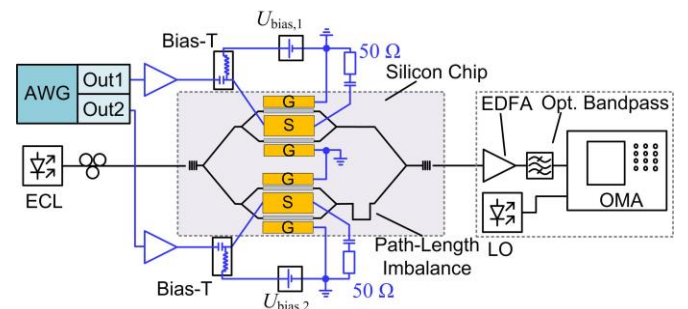 U_bias,1
Bias-T
50 Ω
Silicon Chip
AWG
Out1
Out2
G
S
G
EDFA
Opt. Bandpass
ECL
G
S
G
OMA
LO
Path-Length
Imbalance
Bias-T
U_bias,2
50 Ω